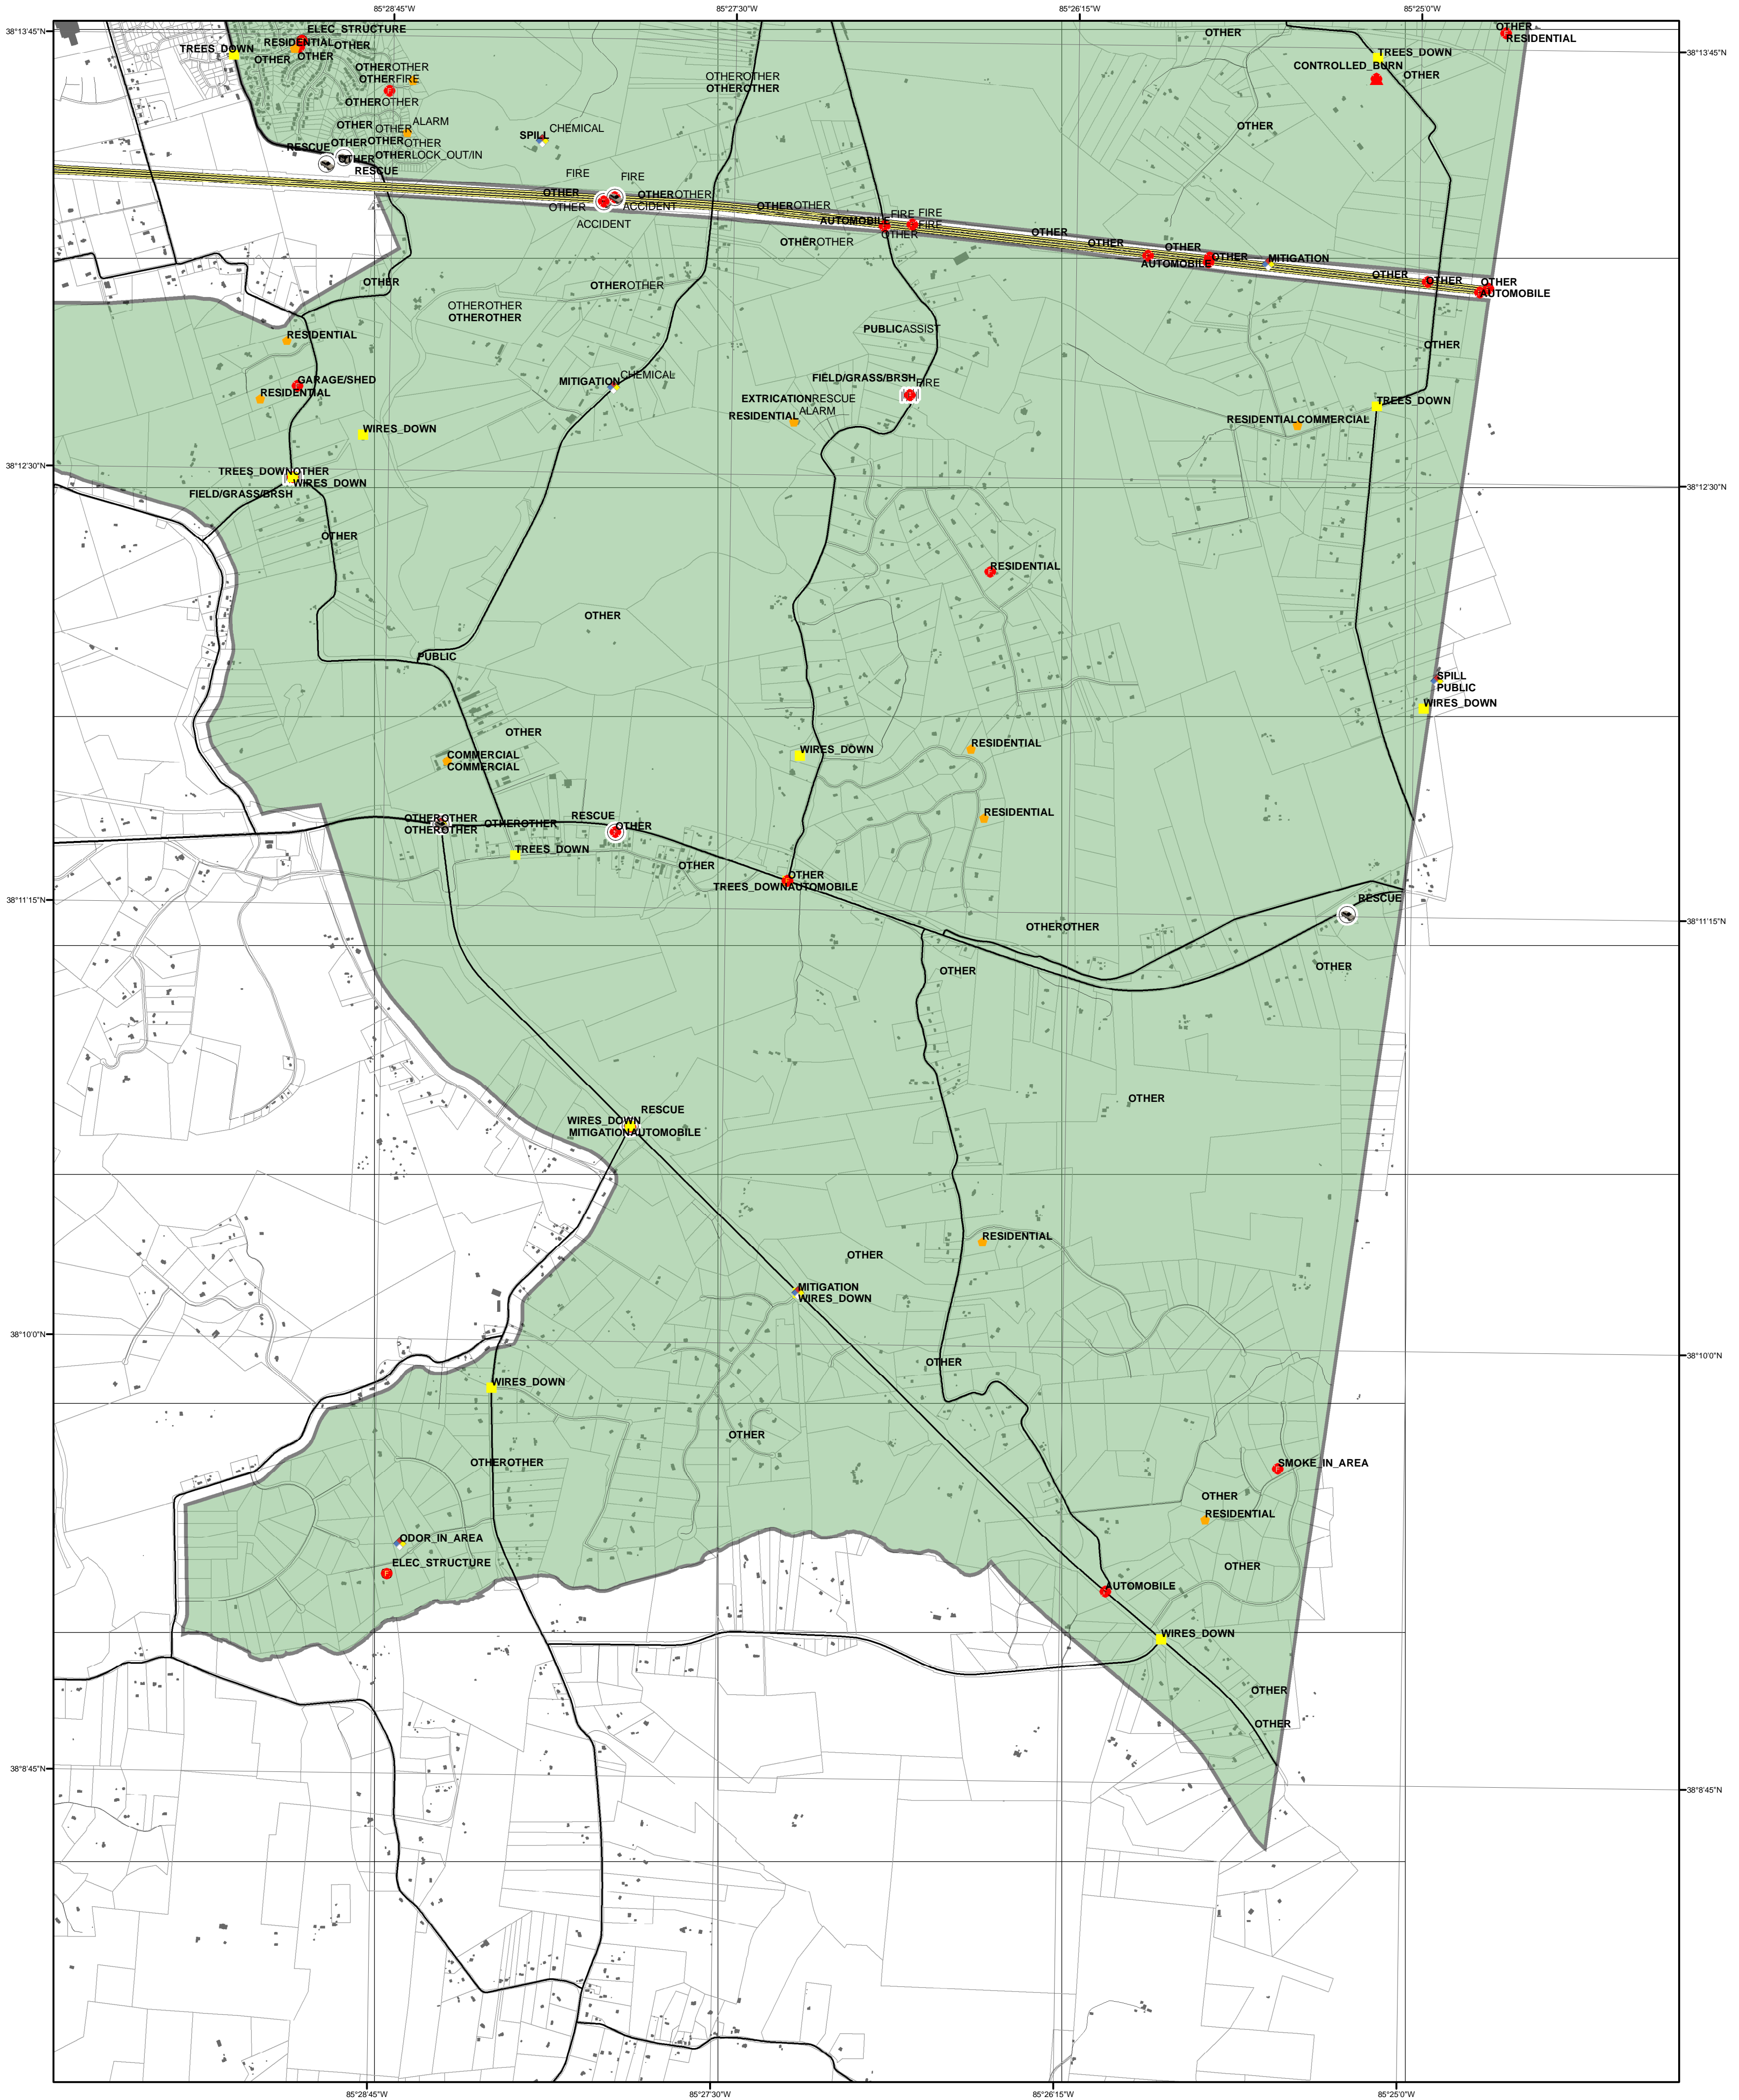 85°28'45"W
85°27'30"W
85°26'15"W
85°25'0"W
38°13'45"N
38°13'45"N
ELEC_STRUCTURE
OTHER
RESIDENTIAL
OTHER
RESIDENTIAL
OTHER
TREES_DOWN
OTHER
OTHER
TREES_DOWN
CONTROLLED_BURN
OTHER
OTHEROTHER
OTHERFIRE
OTHEROTHER
OTHEROTHER
OTHEROTHER
OTHER
OTHER
OTHER
ALARM
OTHER
SPILL
CHEMICAL
RESCUE
OTHER
OTHER
OTHER
OTHER
OTHERLOCK_OUT/IN
RESCUE
FIRE
FIRE
OTHER
OTHER
OTHEROTHER
ACCIDENT
ACCIDENT
OTHEROTHER
AUTOMOBILE
FIRE
FIRE
FIRE
OTHER
OTHEROTHER
OTHER
OTHER
OTHER
AUTOMOBILE
OTHER
MITIGATION
OTHER
OTHER
OTHER
AUTOMOBILE
OTHER
OTHEROTHER
OTHEROTHER
OTHEROTHER
RESIDENTIAL
PUBLICASSIST
OTHER
GARAGE/SHED
RESIDENTIAL
MITIGATION
CHEMICAL
FIELD/GRASS/BRSH
FIRE
EXTRICATIONRESCUE
RESIDENTIAL
ALARM
TREES_DOWN
RESIDENTIALCOMMERCIAL
WIRES_DOWN
38°12'30"N
38°12'30"N
TREES_DOWNOTHER
WIRES_DOWN
FIELD/GRASS/BRSH
OTHER
RESIDENTIAL
OTHER
PUBLIC
SPILL
PUBLIC
WIRES_DOWN
OTHER
COMMERCIAL
COMMERCIAL
WIRES_DOWN
RESIDENTIAL
RESIDENTIAL
OTHEROTHER
OTHEROTHER
OTHEROTHER
RESCUE
OTHER
TREES_DOWN
OTHER
OTHER
TREES_DOWNAUTOMOBILE
38°11'15"N
38°11'15"N
RESCUE
OTHEROTHER
OTHER
OTHER
OTHER
RESCUE
WIRES_DOWN
MITIGATIONAUTOMOBILE
RESIDENTIAL
OTHER
MITIGATION
WIRES_DOWN
38°10'0"N
38°10'0"N
OTHER
WIRES_DOWN
OTHER
OTHEROTHER
SMOKE_IN_AREA
OTHER
RESIDENTIAL
ODOR_IN_AREA
ELEC_STRUCTURE
OTHER
AUTOMOBILE
WIRES_DOWN
OTHER
OTHER
38°8'45"N
38°8'45"N
85°28'45"W
85°27'30"W
85°26'15"W
85°25'0"W